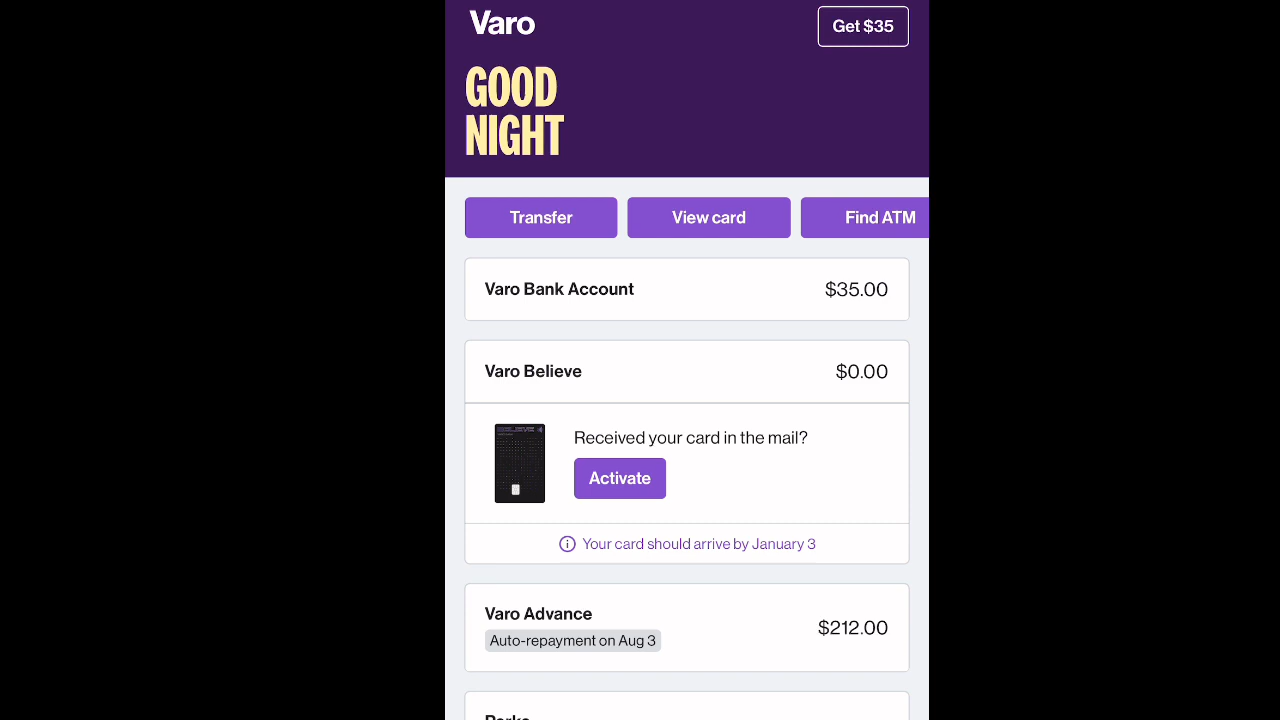 Varo
Get $35
GOOD
NIGHT
Transfer
View card
Find ATM
Varo Bank Account
$35.00
Varo Believe
$0.00
Received your card in the mail?
Activate
Your card should arrive by January 3
Varo Advance
Auto-repayment on Aug 3
$212.00
Perks